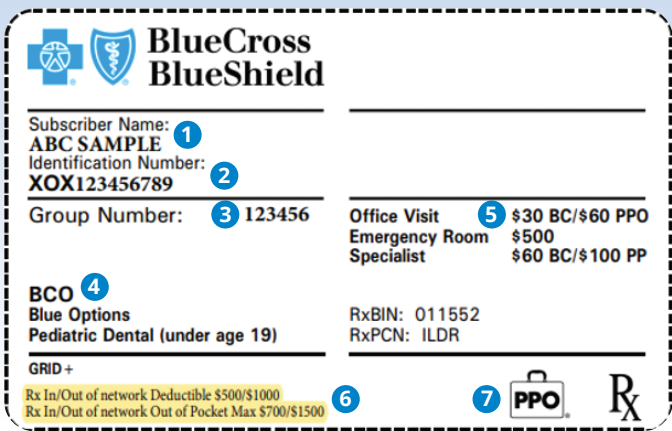 BlueCross
BlueShield
Subscriber Name:
ABC SAMPLE 1
Identification Number:
XOX123456789 2
Group Number: 3 123456
Office Visit 5 $30 BC/$60 PPO
Emergency Room $500
Specialist $60 BC/$100 PP
BCO 4
Blue Options
Pediatric Dental (under age 19)
RxBIN: 011552
RxPCN: ILDR
GRID+
Rx In/Out of network Deductible $500/$1000
Rx In/Out of network Out of Pocket Max $700/$1500 6
7 PPO Rx